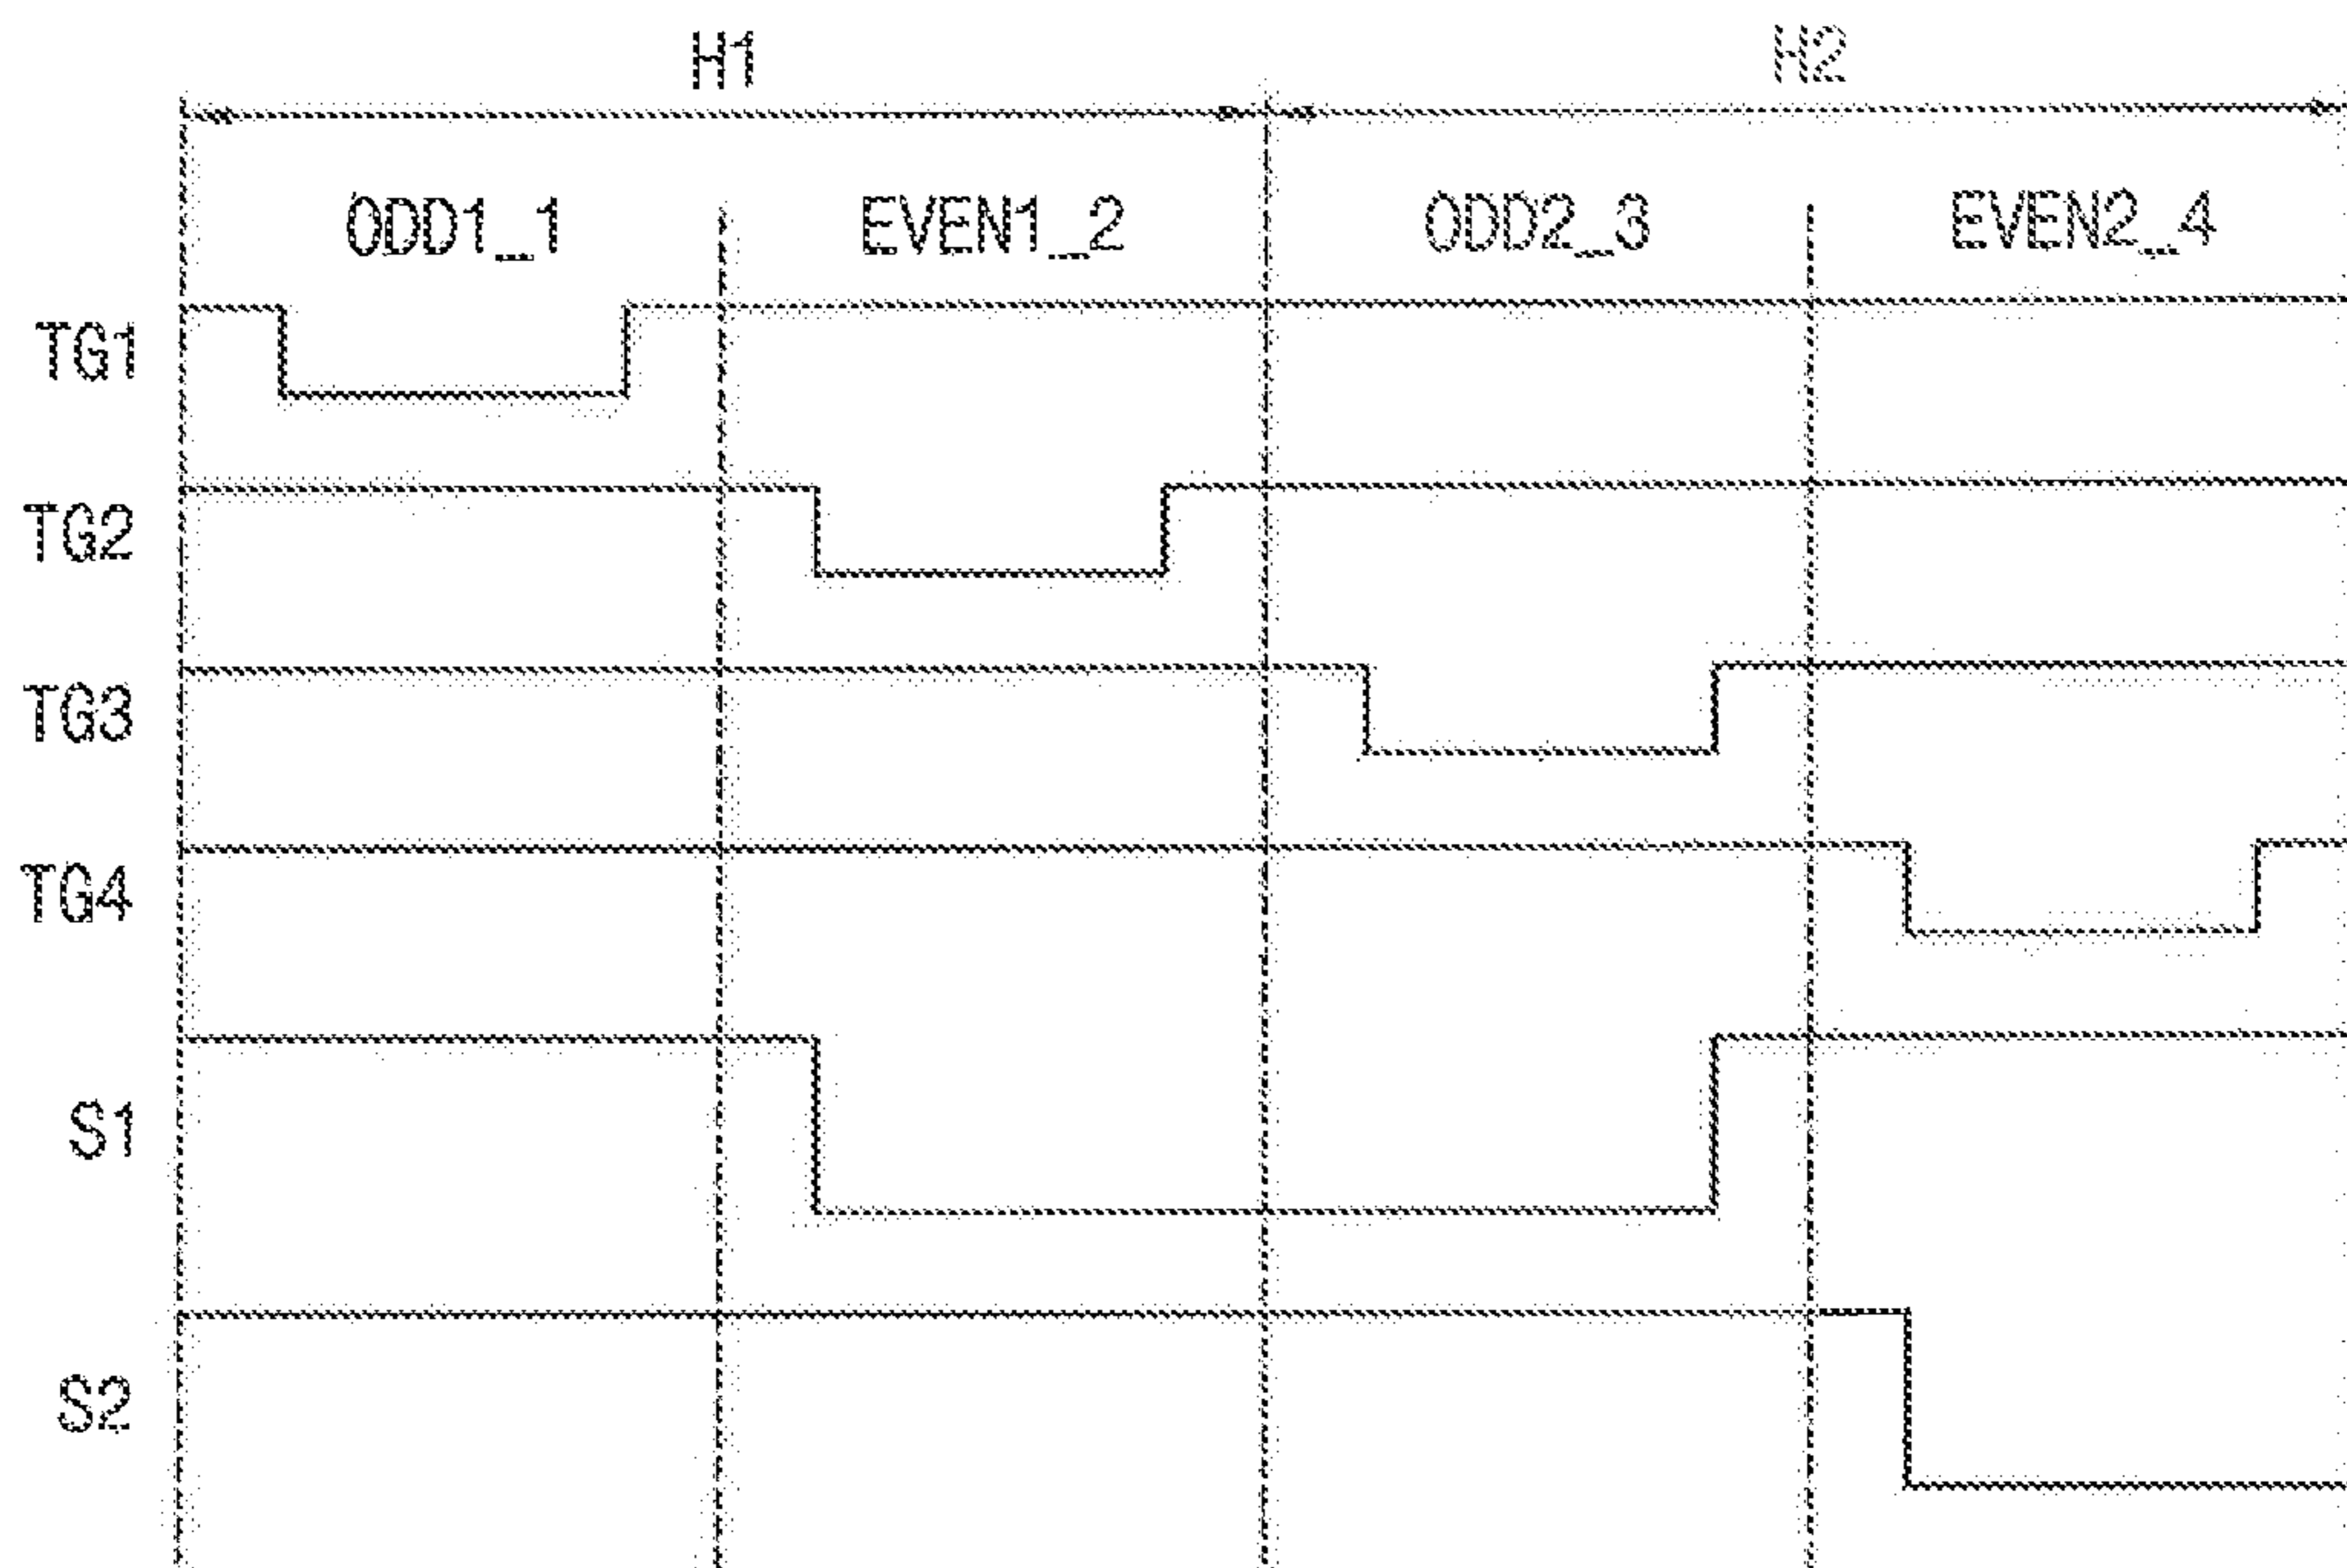 H1 H2
ODD1_1 EVEN1_2 ODD2_3 EVEN2_4
TG1
TG2
TG3
TG4
S1
S2